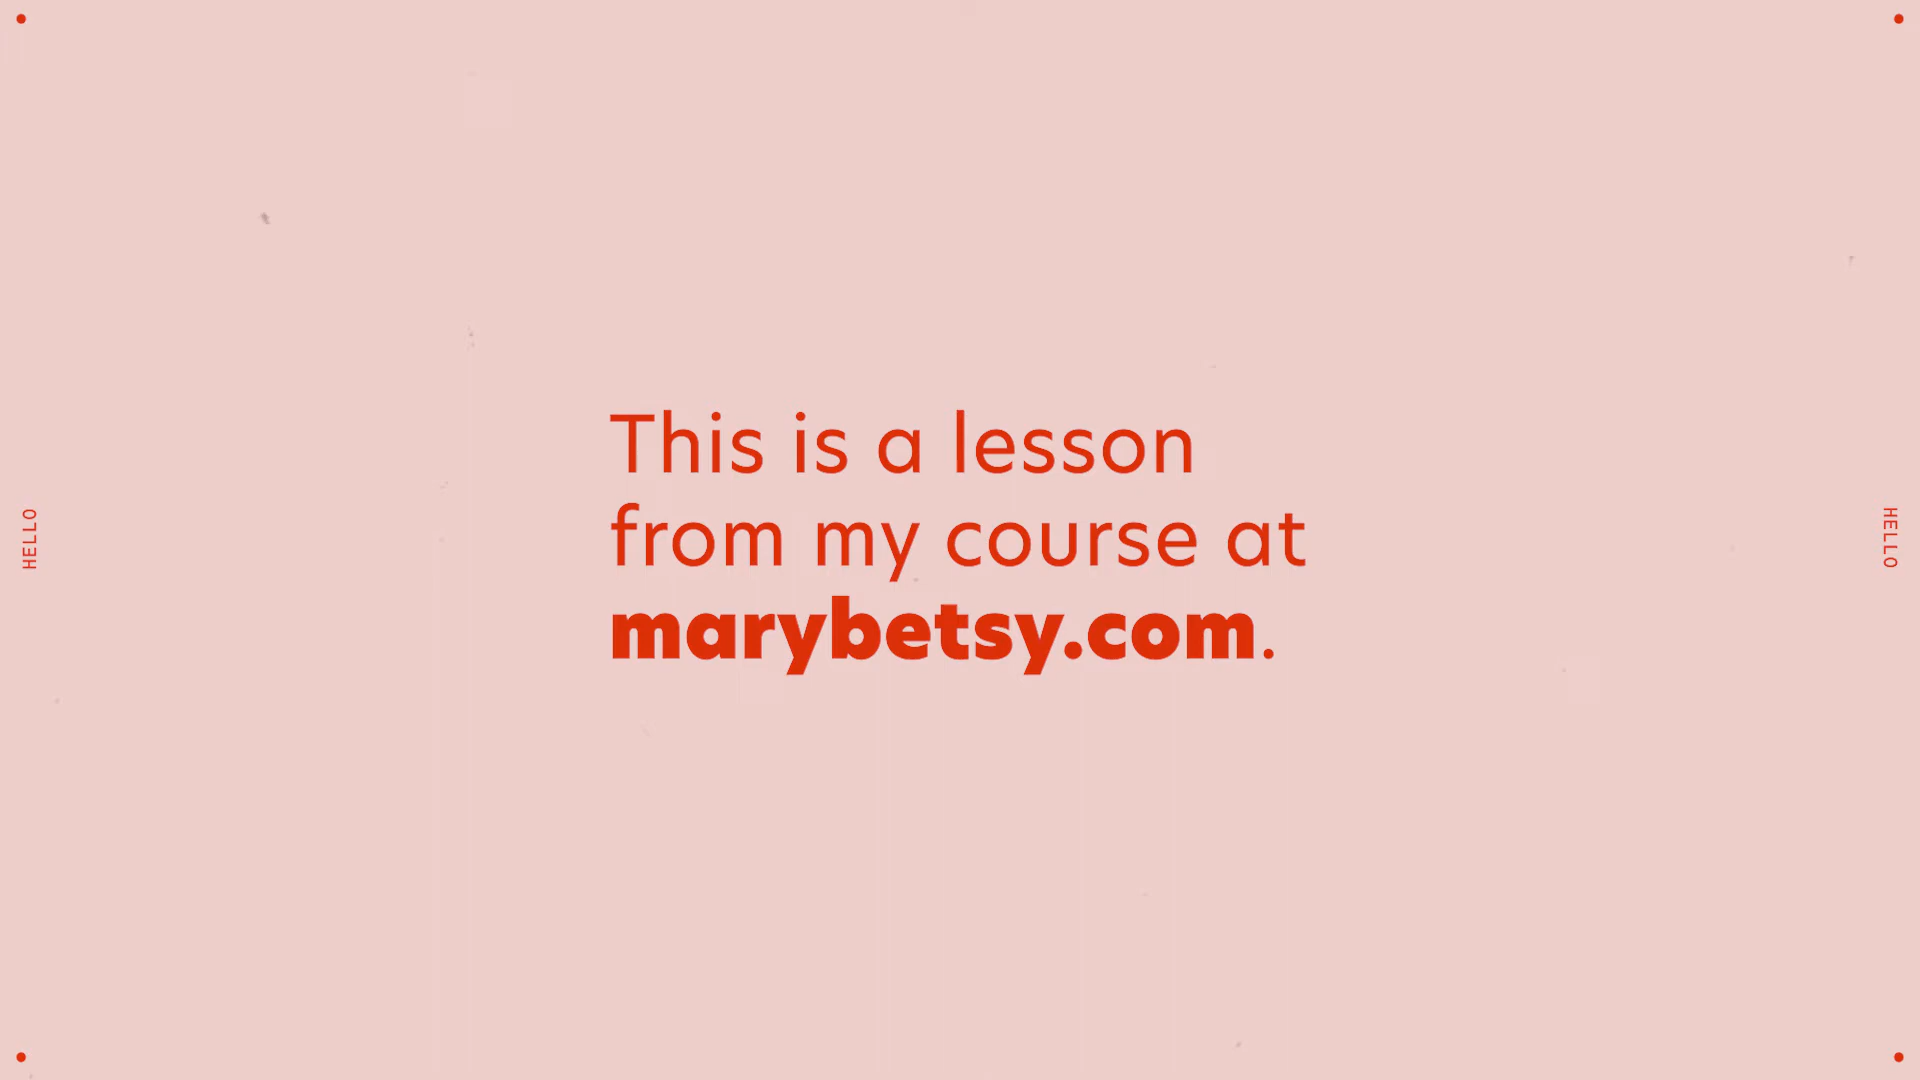 HELLO
This is a lesson
from my course at
marybetsy.com.
HELLO